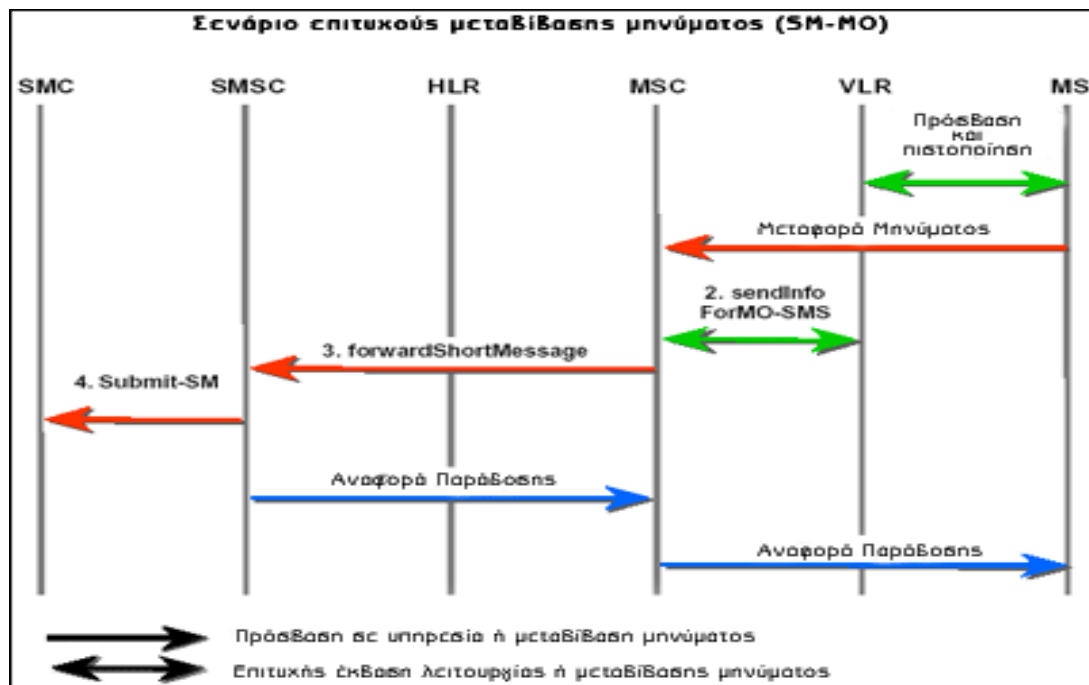 Σενάριο επιτυχούς μεταβίβασης μηνύματος (SM-MO)
SMC SMSC HLR MSC VLR MS
Πρόσβαση
και
πιστοποίηση
Μεταφορά Μηνύματος
2. sendInfo
ForMO-SMS
3. forwardShortMessage
4. Submit-SM
Αναφορά Παράδοσης
Αναφορά Παράδοσης
Πρόσβαση σε υπηρεσία ή μεταβίβαση μηνύματος
Επιτυχής έκβαση λειτουργίας ή μεταβίβασης μηνύματος